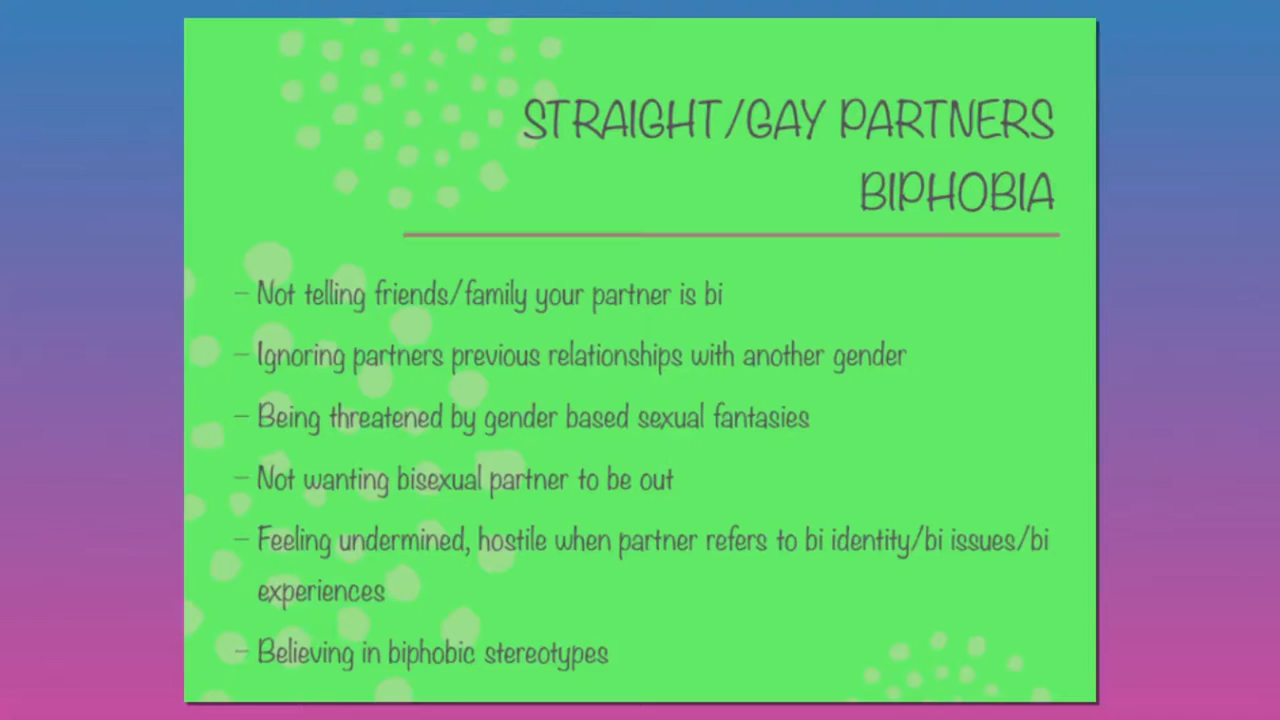 STRAIGHT/GAY PARTNERS
BIPHOBIA
– Not telling friends/family your partner is bi
– Ignoring partners previous relationships with another gender
– Being threatened by gender based sexual fantasies
– Not wanting bisexual partner to be out
– Feeling undermined, hostile when partner refers to bi identity/bi issues/bi
experiences
– Believing in biphobic stereotypes